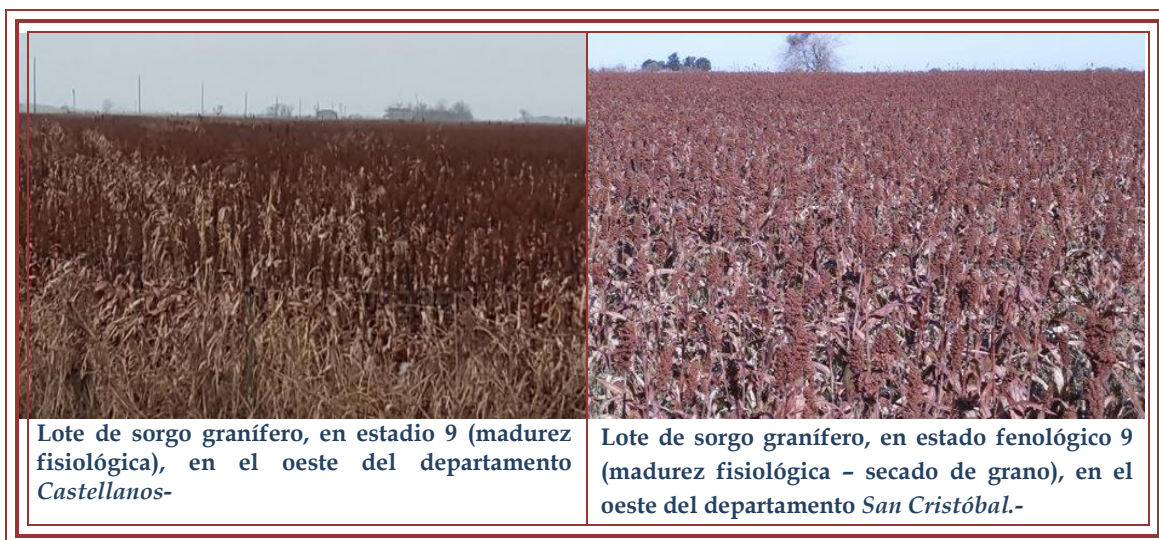 Lote de sorgo granífero, en estadio 9 (madurez
fisiológica), en el oeste del departamento
Castellanos-
Lote de sorgo granífero, en estado fenológico 9
(madurez fisiológica – secado de grano), en el
oeste del departamento San Cristóbal.-